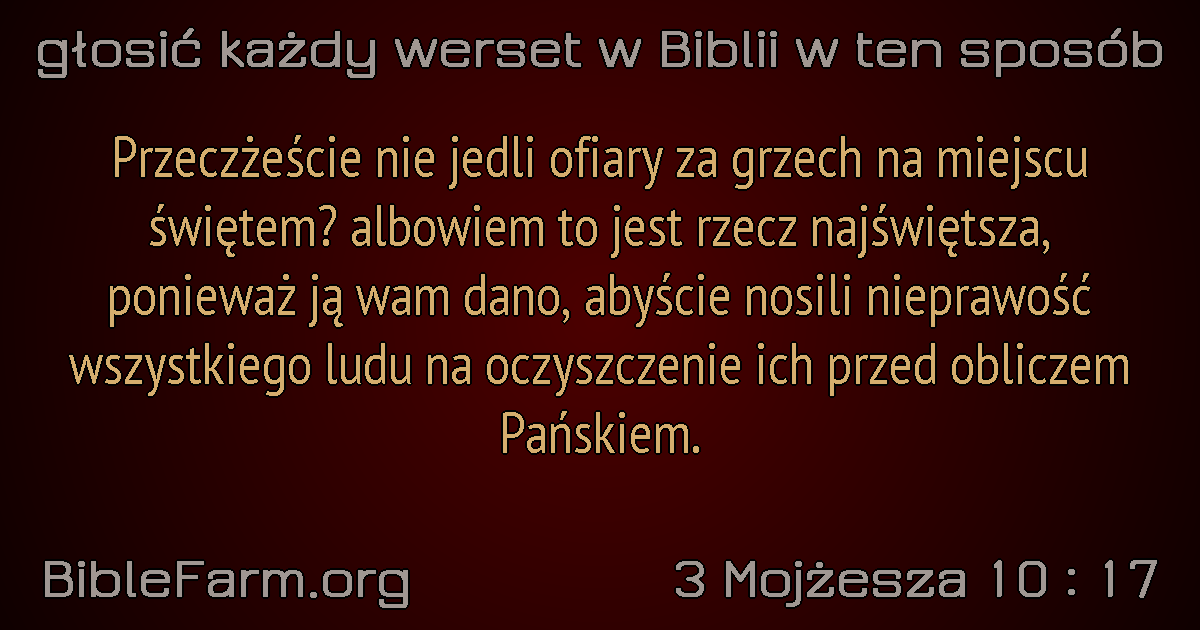 głosić każdy werset w Biblii w ten sposób
Przeczżeście nie jedli ofiary za grzech na miejscu
świętem? albowiem to jest rzecz najświętsza,
ponieważ ją wam dano, abyście nosili nieprawość
wszystkiego ludu na oczyszczenie ich przed obliczem
Pańskiem.
BibleFarm.org
3 Mojżesza 10 : 17